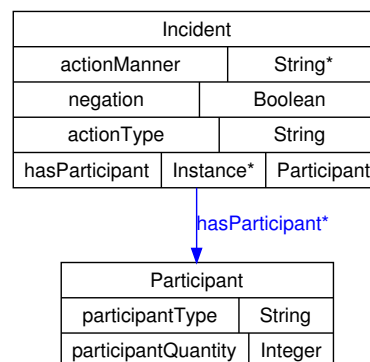 Incident
actionManner String*
negation Boolean
actionType String
hasParticipant Instance* Participant
hasParticipant*
Participant
participantType String
participantQuantity Integer